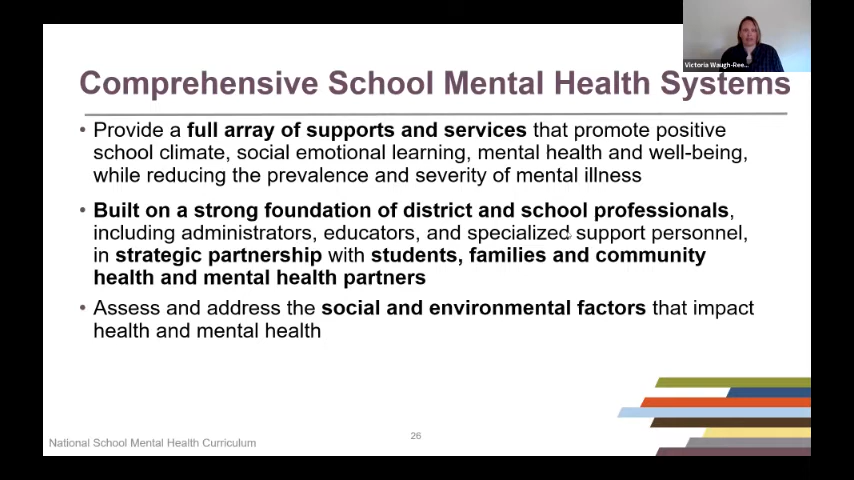 Victoria Waugh-Ree...
Comprehensive School Mental Health Systems
• Provide a full array of supports and services that promote positive
school climate, social emotional learning, mental health and well-being,
while reducing the prevalence and severity of mental illness
• Built on a strong foundation of district and school professionals,
including administrators, educators, and specialized support personnel,
in strategic partnership with students, families and community
health and mental health partners
• Assess and address the social and environmental factors that impact
health and mental health
National School Mental Health Curriculum
26